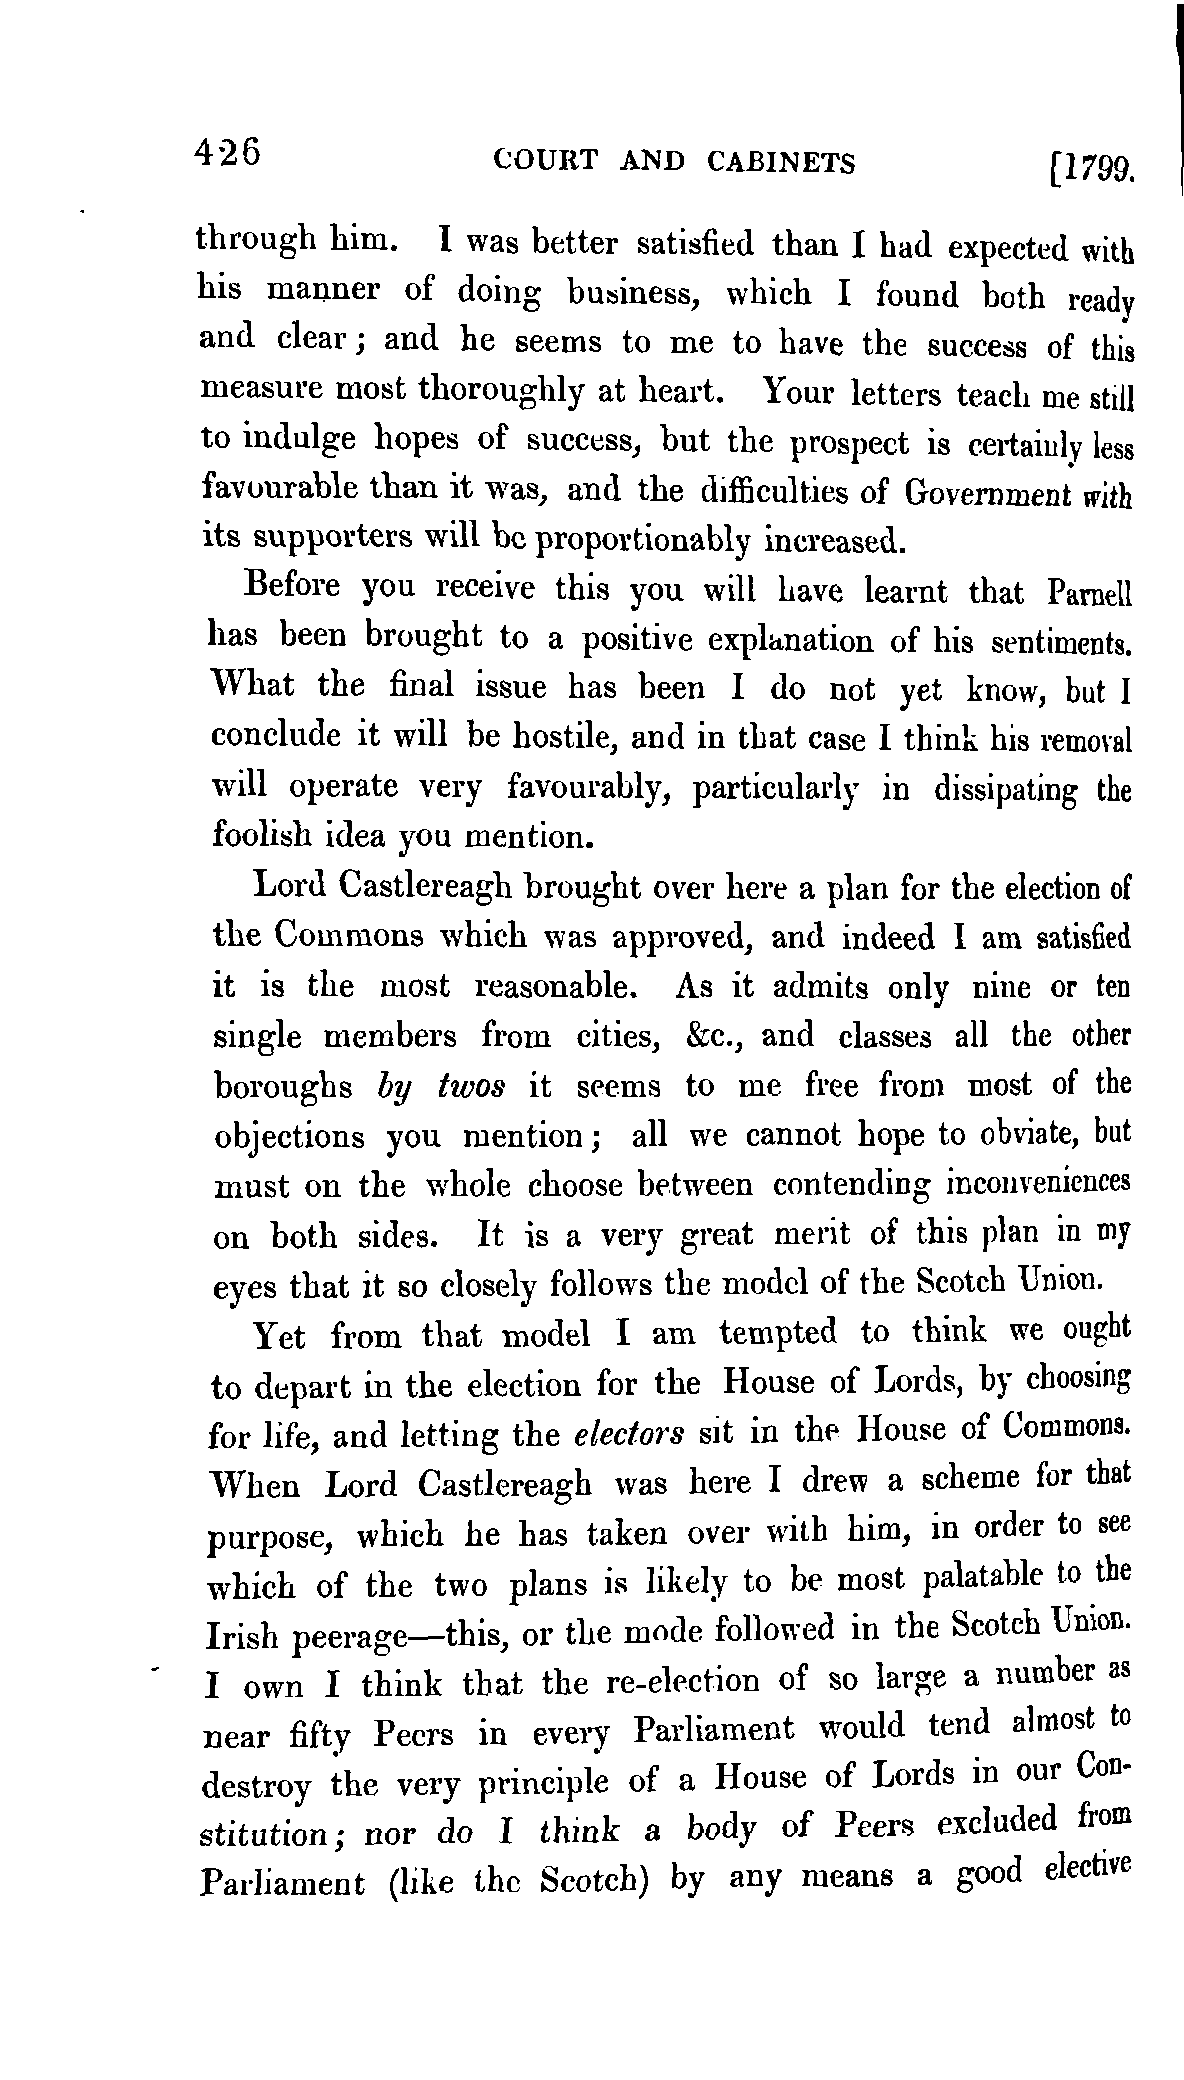 426 COURT AND CABINETS [1799.
through him. I was better satisfied than I had expected with
his manner of doing business, which I found both ready
and clear; and he seems to me to have the success of this
measure most thoroughly at heart. Your letters teach me still
to indulge hopes of success, but the prospect is certainly less
favourable than it was, and the difficulties of Government with
its supporters will be proportionably increased.
Before you receive this you will have learnt that Parnell
has been brought to a positive explanation of his sentiments.
What the final issue has been I do not yet know, but I
conclude it will be hostile, and in that case I think his removal
will operate very favourably, particularly in dissipating the
foolish idea you mention.
Lord Castlereagh brought over here a plan for the election of
the Commons which was approved, and indeed I am satisfied
it is the most reasonable. As it admits only nine or ten
single members from cities, &c., and classes all the other
boroughs by twos it seems to me free from most of the
objections you mention; all we cannot hope to obviate, but
must on the whole choose between contending inconveniences
on both sides. It is a very great merit of this plan in my
eyes that it so closely follows the model of the Scotch Union.
Yet from that model I am tempted to think we ought
to depart in the election for the House of Lords, by choosing
for life, and letting the electors sit in the House of Commons.
When Lord Castlereagh was here I drew a scheme for that
purpose, which he has taken over with him, in order to see
which of the two plans is likely to be most palatable to the
Irish peerage—this, or the mode followed in the Scotch Union.
I own I think that the re-election of so large a number as
near fifty Peers in every Parliament would tend almost to
destroy the very principle of a House of Lords in our Con-
stitution; nor do I think a body of Peers excluded from
Parliament (like the Scotch) by any means a good elective